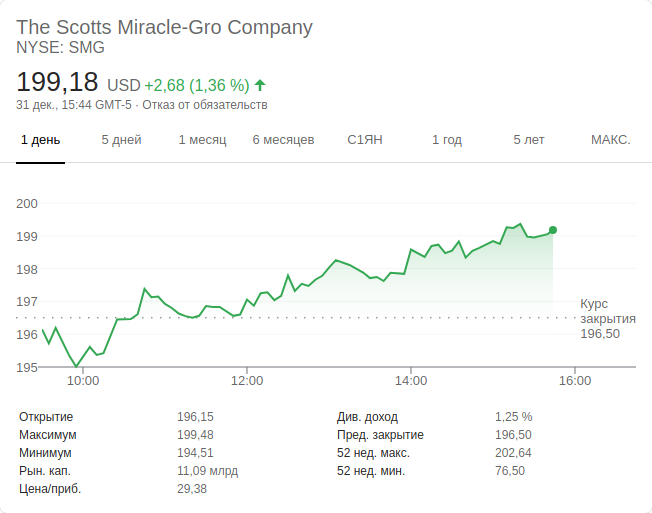 The Scotts Miracle-Gro Company
NYSE: SMG
199,18 USD +2,68 (1,36 %)
31 дек., 15:44 GMT-5 · Отказ от обязательств
1 день 5 дней 1 месяц 6 месяцев С1ЯН 1 год 5 лет МАКС.
200
199
198
197
196
195
Курс
закрытия
196,50
10:00 12:00 14:00 16:00
Открытие 196,15 Див. доход 1,25 %
Максимум 199,48 Пред. закрытие 196,50
Минимум 194,51 52 нед. макс. 202,64
Рын. кап. 11,09 млрд 52 нед. мин. 76,50
Цена/приб. 29,38